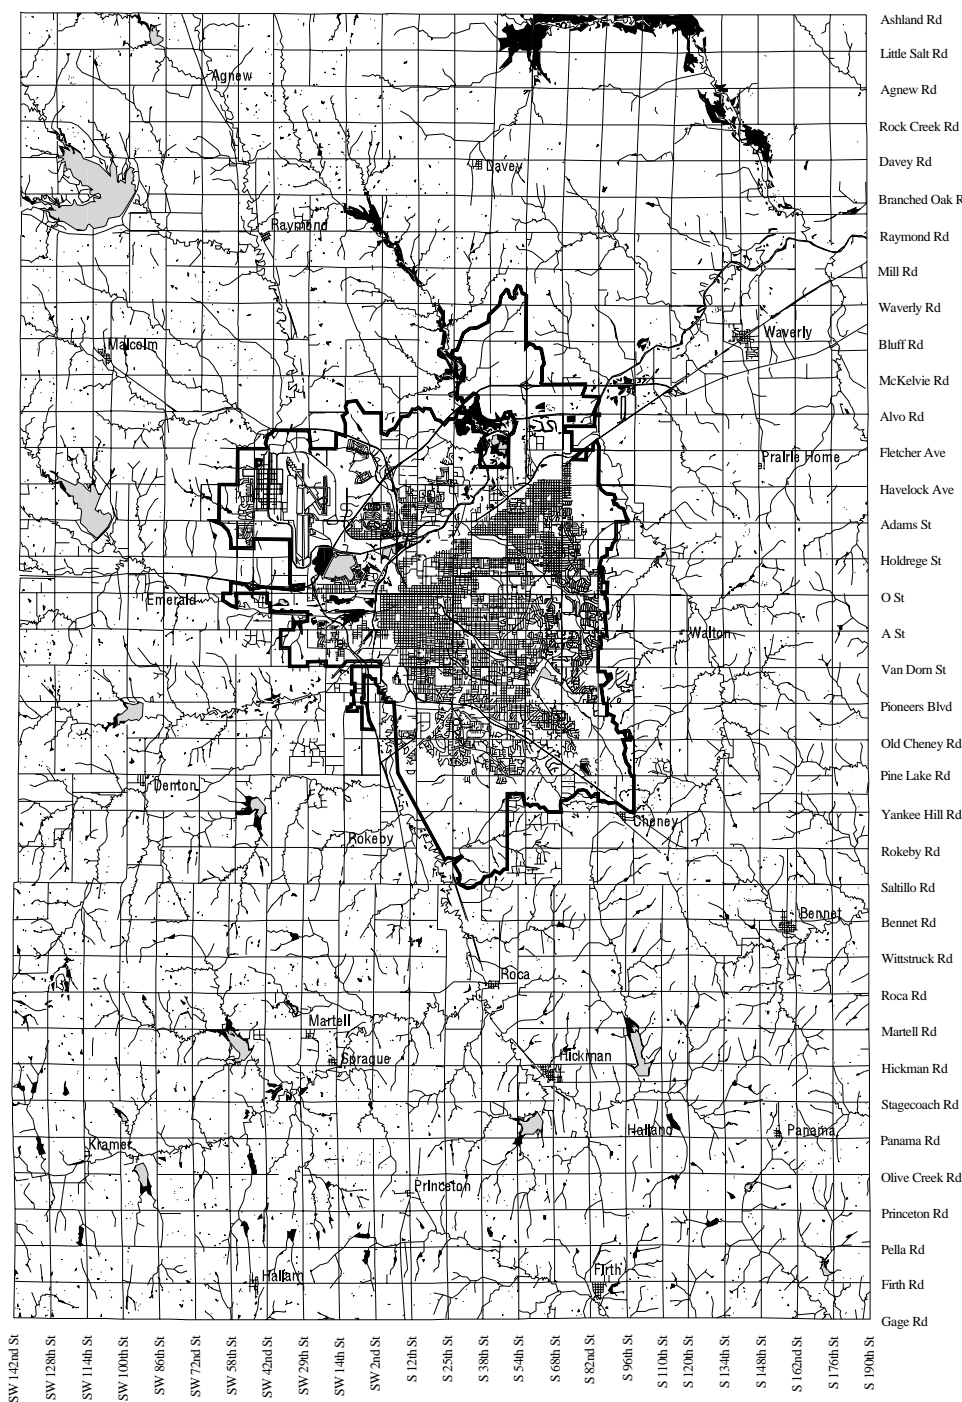 Ashland Rd
Little Salt Rd
Agnew
Agnew Rd
Rock Creek Rd
Davey
Davey Rd
Branched Oak R
Raymond
Raymond Rd
Mill Rd
Waverly Rd
Waverly
Malcolm
Bluff Rd
McKelvie Rd
Alvo Rd
Fletcher Ave
Prairie Home
Havelock Ave
Adams St
Holdrege St
Emerald
O St
Walton
A St
Van Dorn St
Pioneers Blvd
Old Cheney Rd
Pine Lake Rd
Denton
Yankee Hill Rd
Cheney
Rokeby
Rokeby Rd
Saltillo Rd
Bennet
Bennet Rd
Wittstruck Rd
Roca
Roca Rd
Martell
Martell Rd
Sprague
Hickman
Hickman Rd
Stagecoach Rd
Holland
Panama
Panama Rd
Kramer
Olive Creek Rd
Princeton
Princeton Rd
Pella Rd
Firth
Hallam
Firth Rd
Gage Rd
SW 142nd St
SW 128th St
SW 114th St
SW 100th St
SW 86th St
SW 72nd St
SW 58th St
SW 42nd St
SW 29th St
SW 14th St
SW 2nd St
S 12th St
S 25th St
S 38th St
S 54th St
S 68th St
S 82nd St
S 96th St
S 110th St
S 120th St
S 134th St
S 148th St
S 162nd St
S 176th St
S 190th St